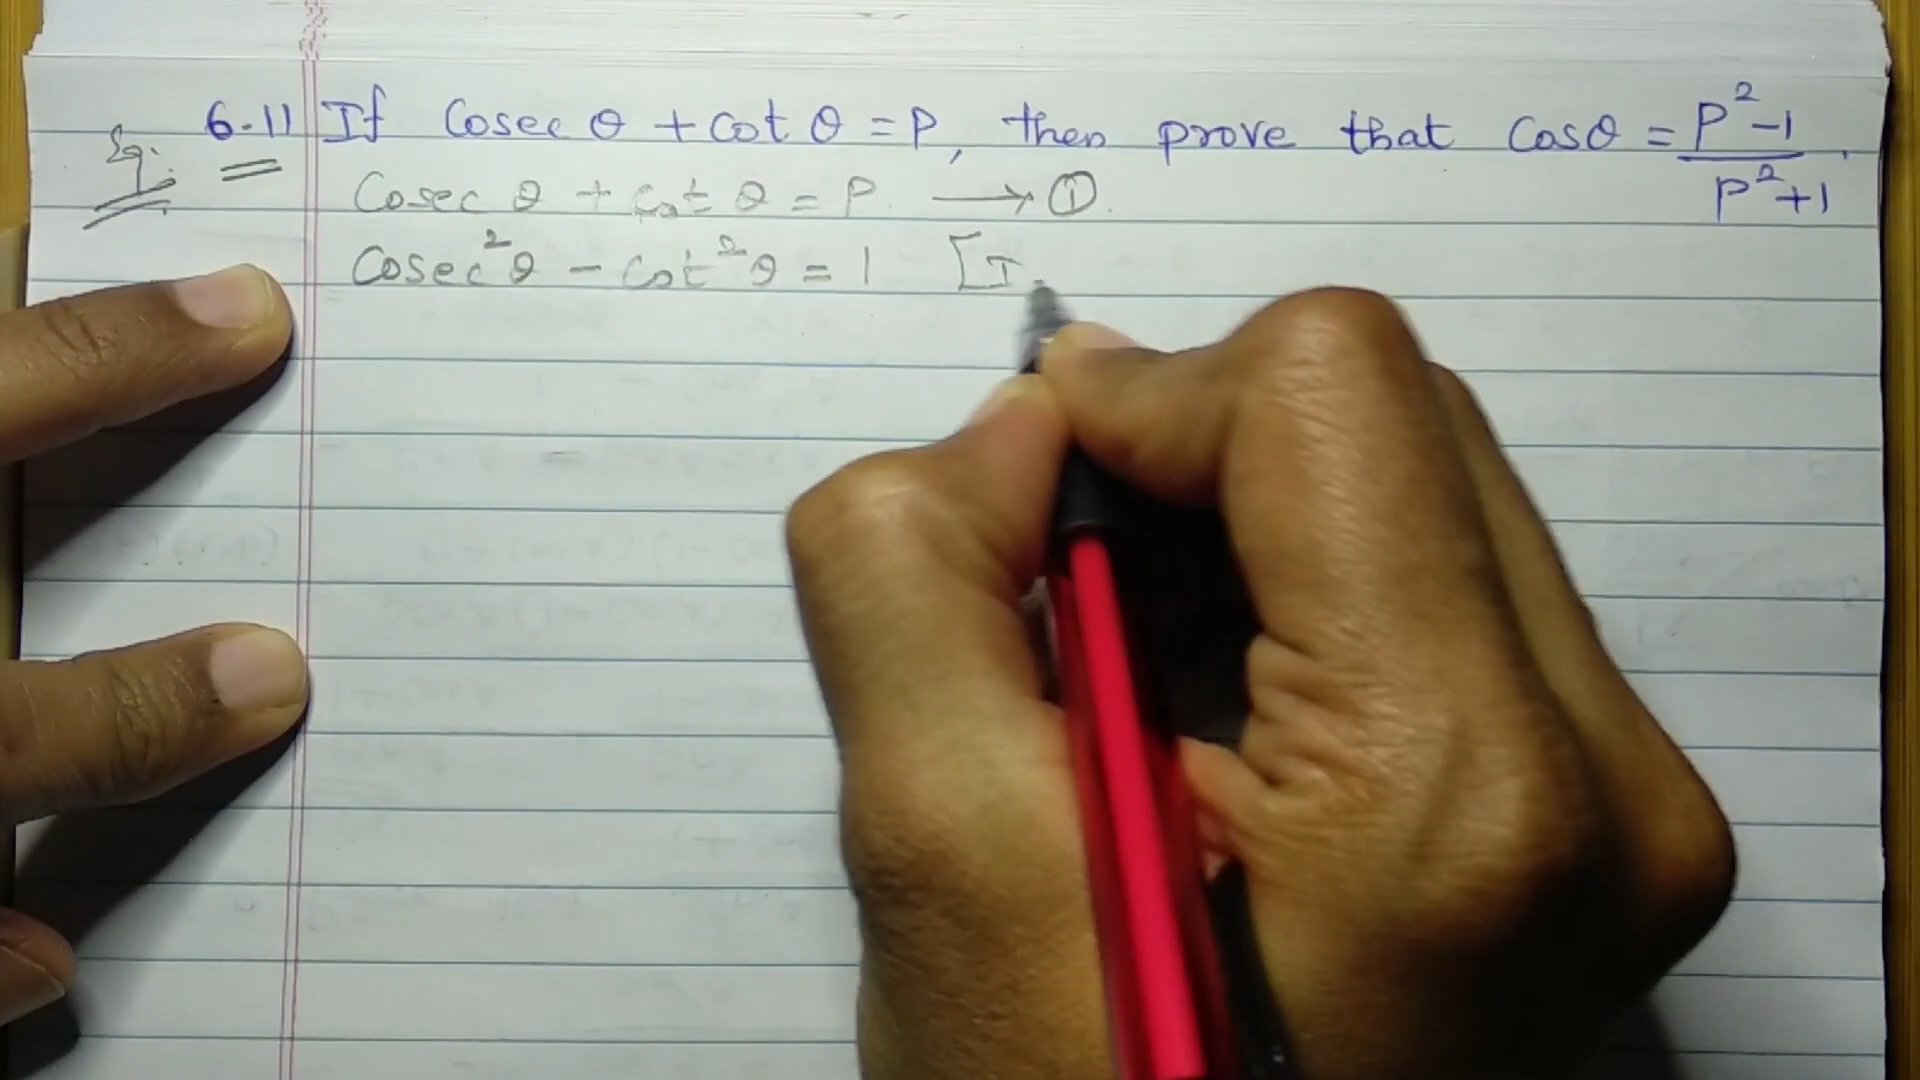 Eg. 6.11 If Cosec θ + Cot θ = P, then prove that Cosθ = P²-1 / P²+1.
Cosec θ + Cot θ = P. → ①.
Cosec²θ - Cot²θ = 1 [I